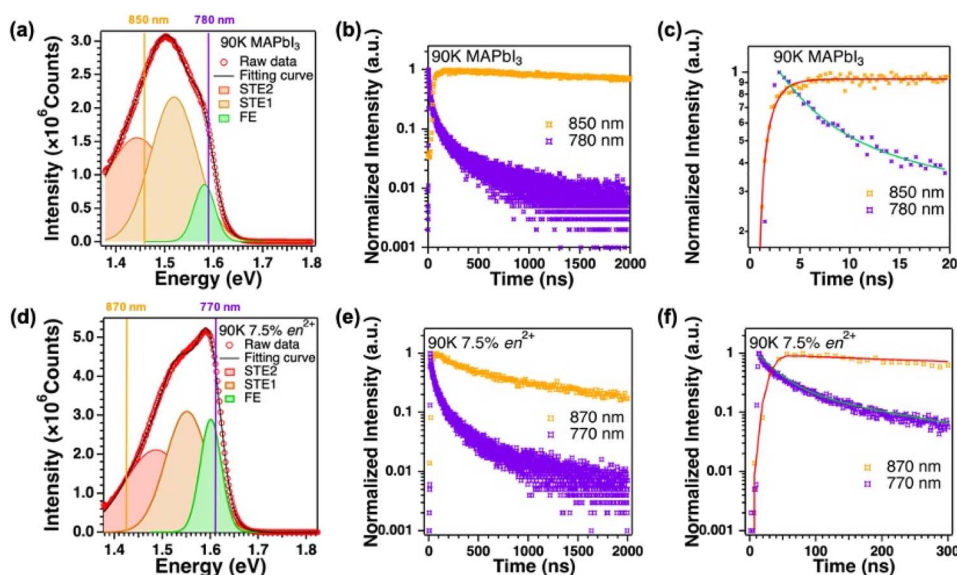 (a)
850 nm 780 nm
90K MAPbI₃
Raw data
Fitting curve
STE2
STE1
FE
Intensity (×10⁶Counts)
3.0
2.5
2.0
1.5
1.0
0.5
0.0
1.4 1.5 1.6 1.7 1.8
Energy (eV)
(b)
90K MAPbI₃
850 nm
780 nm
Normalized Intensity (a.u.)
1
0.1
0.01
0.001
0 500 1000 1500 2000
Time (ns)
(c)
90K MAPbI₃
850 nm
780 nm
Normalized Intensity (a.u.)
1
9
8
7
6
5
4
3
2
0 5 10 15 20
Time (ns)
(d)
870 nm 770 nm
90K 7.5% en²⁺
Raw data
Fitting curve
STE2
STE1
FE
Intensity (×10⁶Counts)
5.0
4.0
3.0
2.0
1.0
0.0
1.4 1.5 1.6 1.7 1.8
Energy (eV)
(e)
90K 7.5% en²⁺
870 nm
770 nm
Normalized Intensity (a.u.)
1
0.1
0.01
0.001
0 500 1000 1500 2000
Time (ns)
(f)
90K 7.5% en²⁺
870 nm
770 nm
Normalized Intensity (a.u.)
1
0.1
0.01
0.001
0 100 200 300
Time (ns)